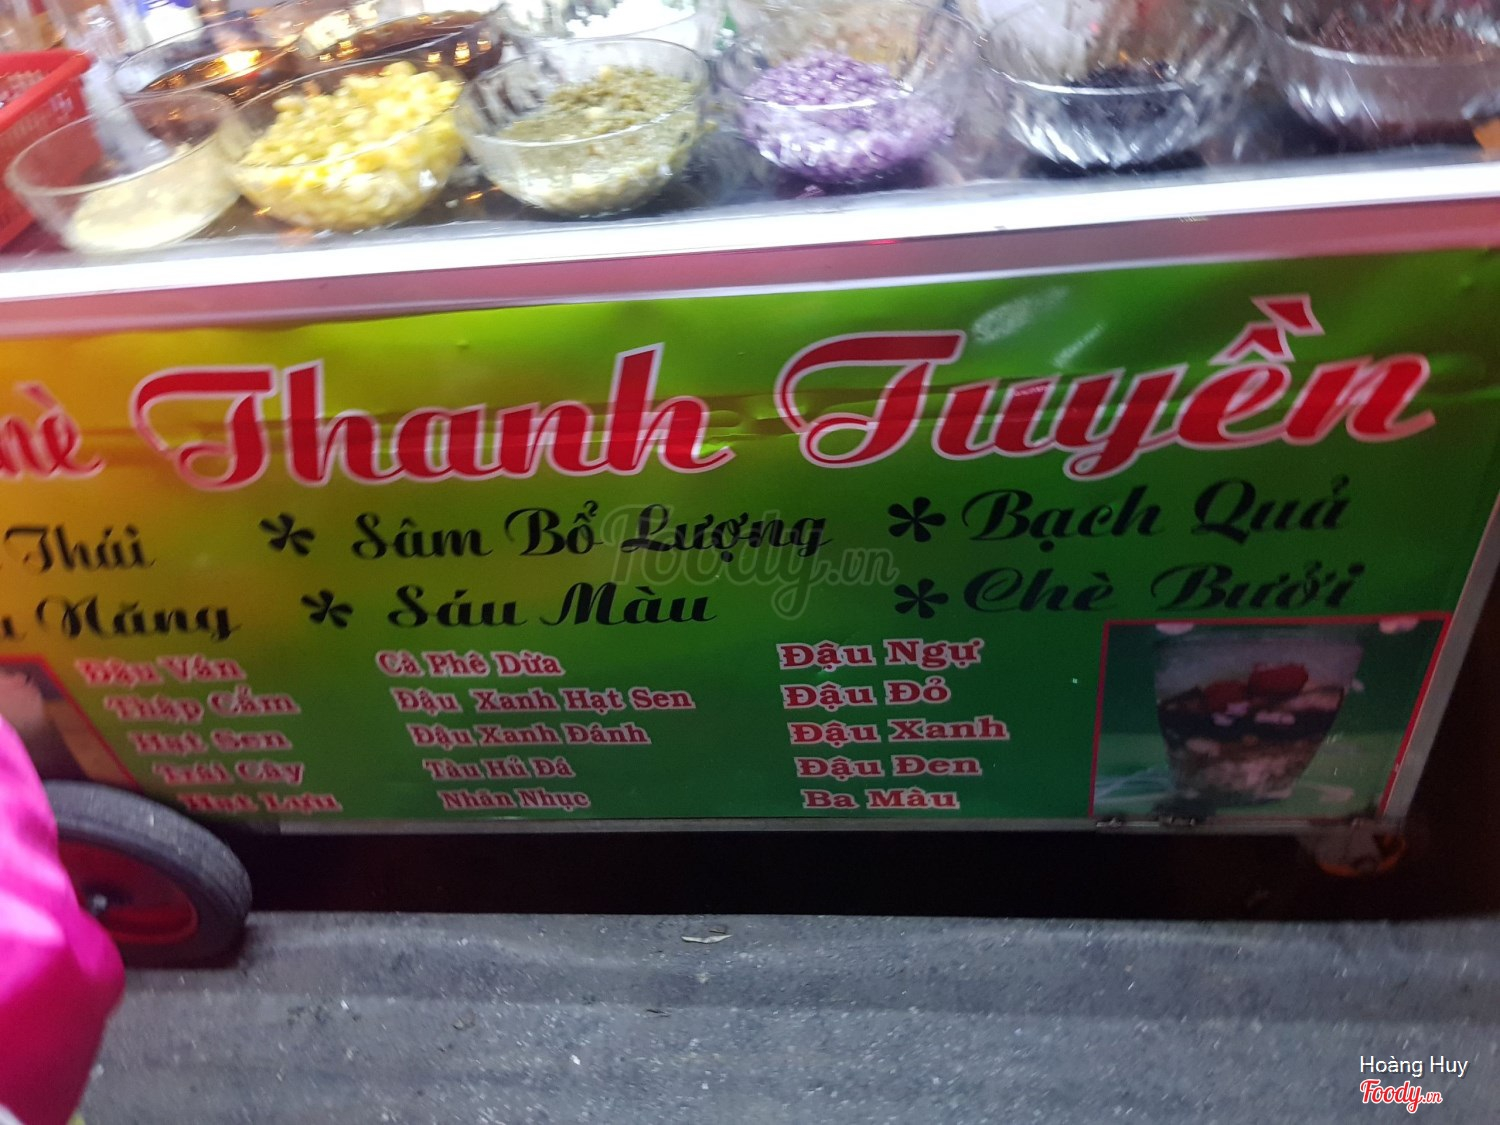 Thanh Tuyền
Thái * Sâm Bổ Lượng * Bạch Quả
Năng * Sáu Màu * Chè Bưởi
Đậu Ván
Thập Cẩm
Hạt Sen
Trái Cây
Hạt Lựu
Cà Phê Dừa
Đậu Xanh Hạt Sen
Đậu Xanh Đánh
Tàu Hủ Đá
Nhãn Nhục
Đậu Ngự
Đậu Đỏ
Đậu Xanh
Đậu Đen
Ba Màu
Foody.vn
Hoàng Huy
Foody.vn